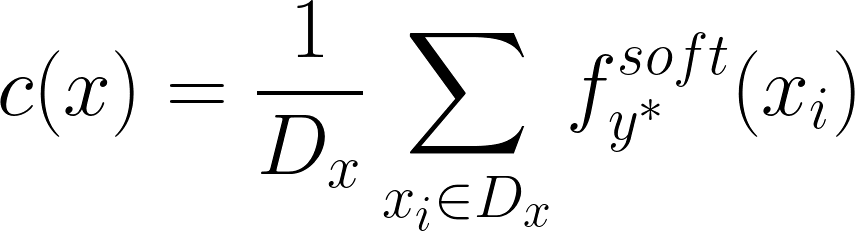 c(x) = \frac{1}{D_x} \sum_{x_i \in D_x} f_{y^*}^{soft}(x_i)